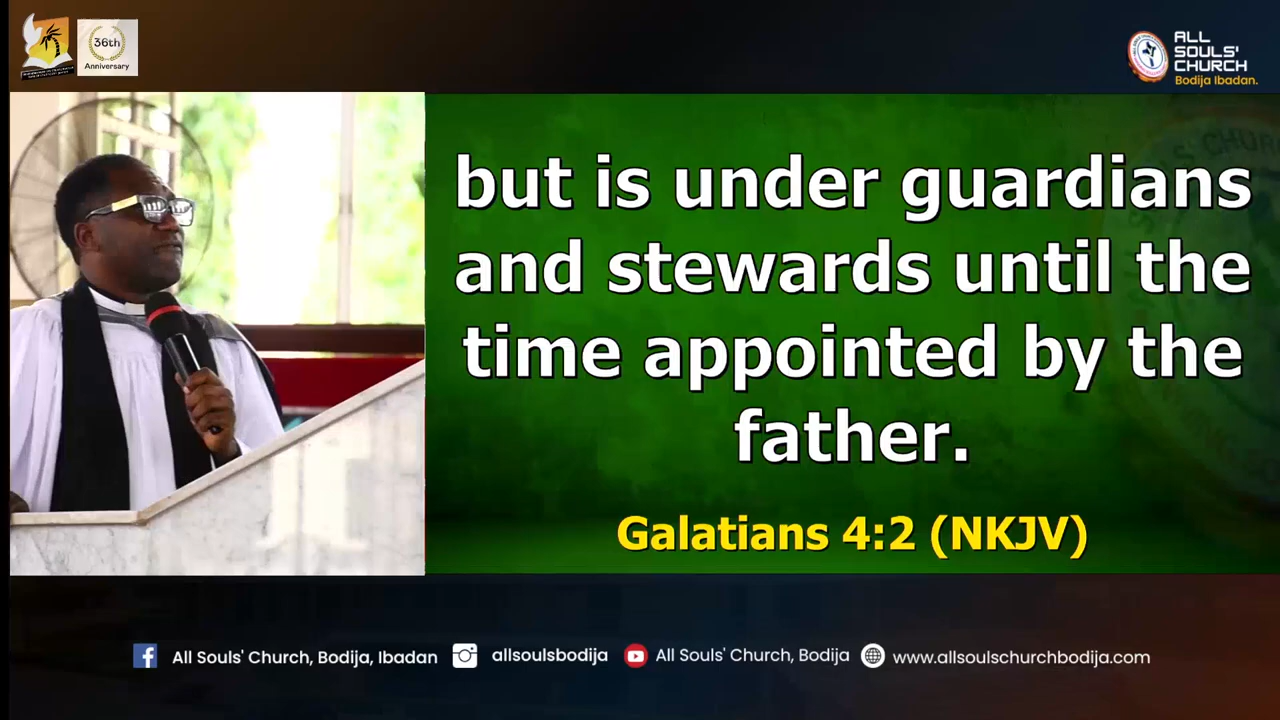 36th
Anniversary
ALL
SOULS'
CHURCH
Bodija Ibadan.
but is under guardians
and stewards until the
time appointed by the
father.
Galatians 4:2 (NKJV)
All Souls' Church, Bodija, Ibadan
allsoulsbodija
All Souls' Church, Bodija
www.allsoulschurchbodija.com